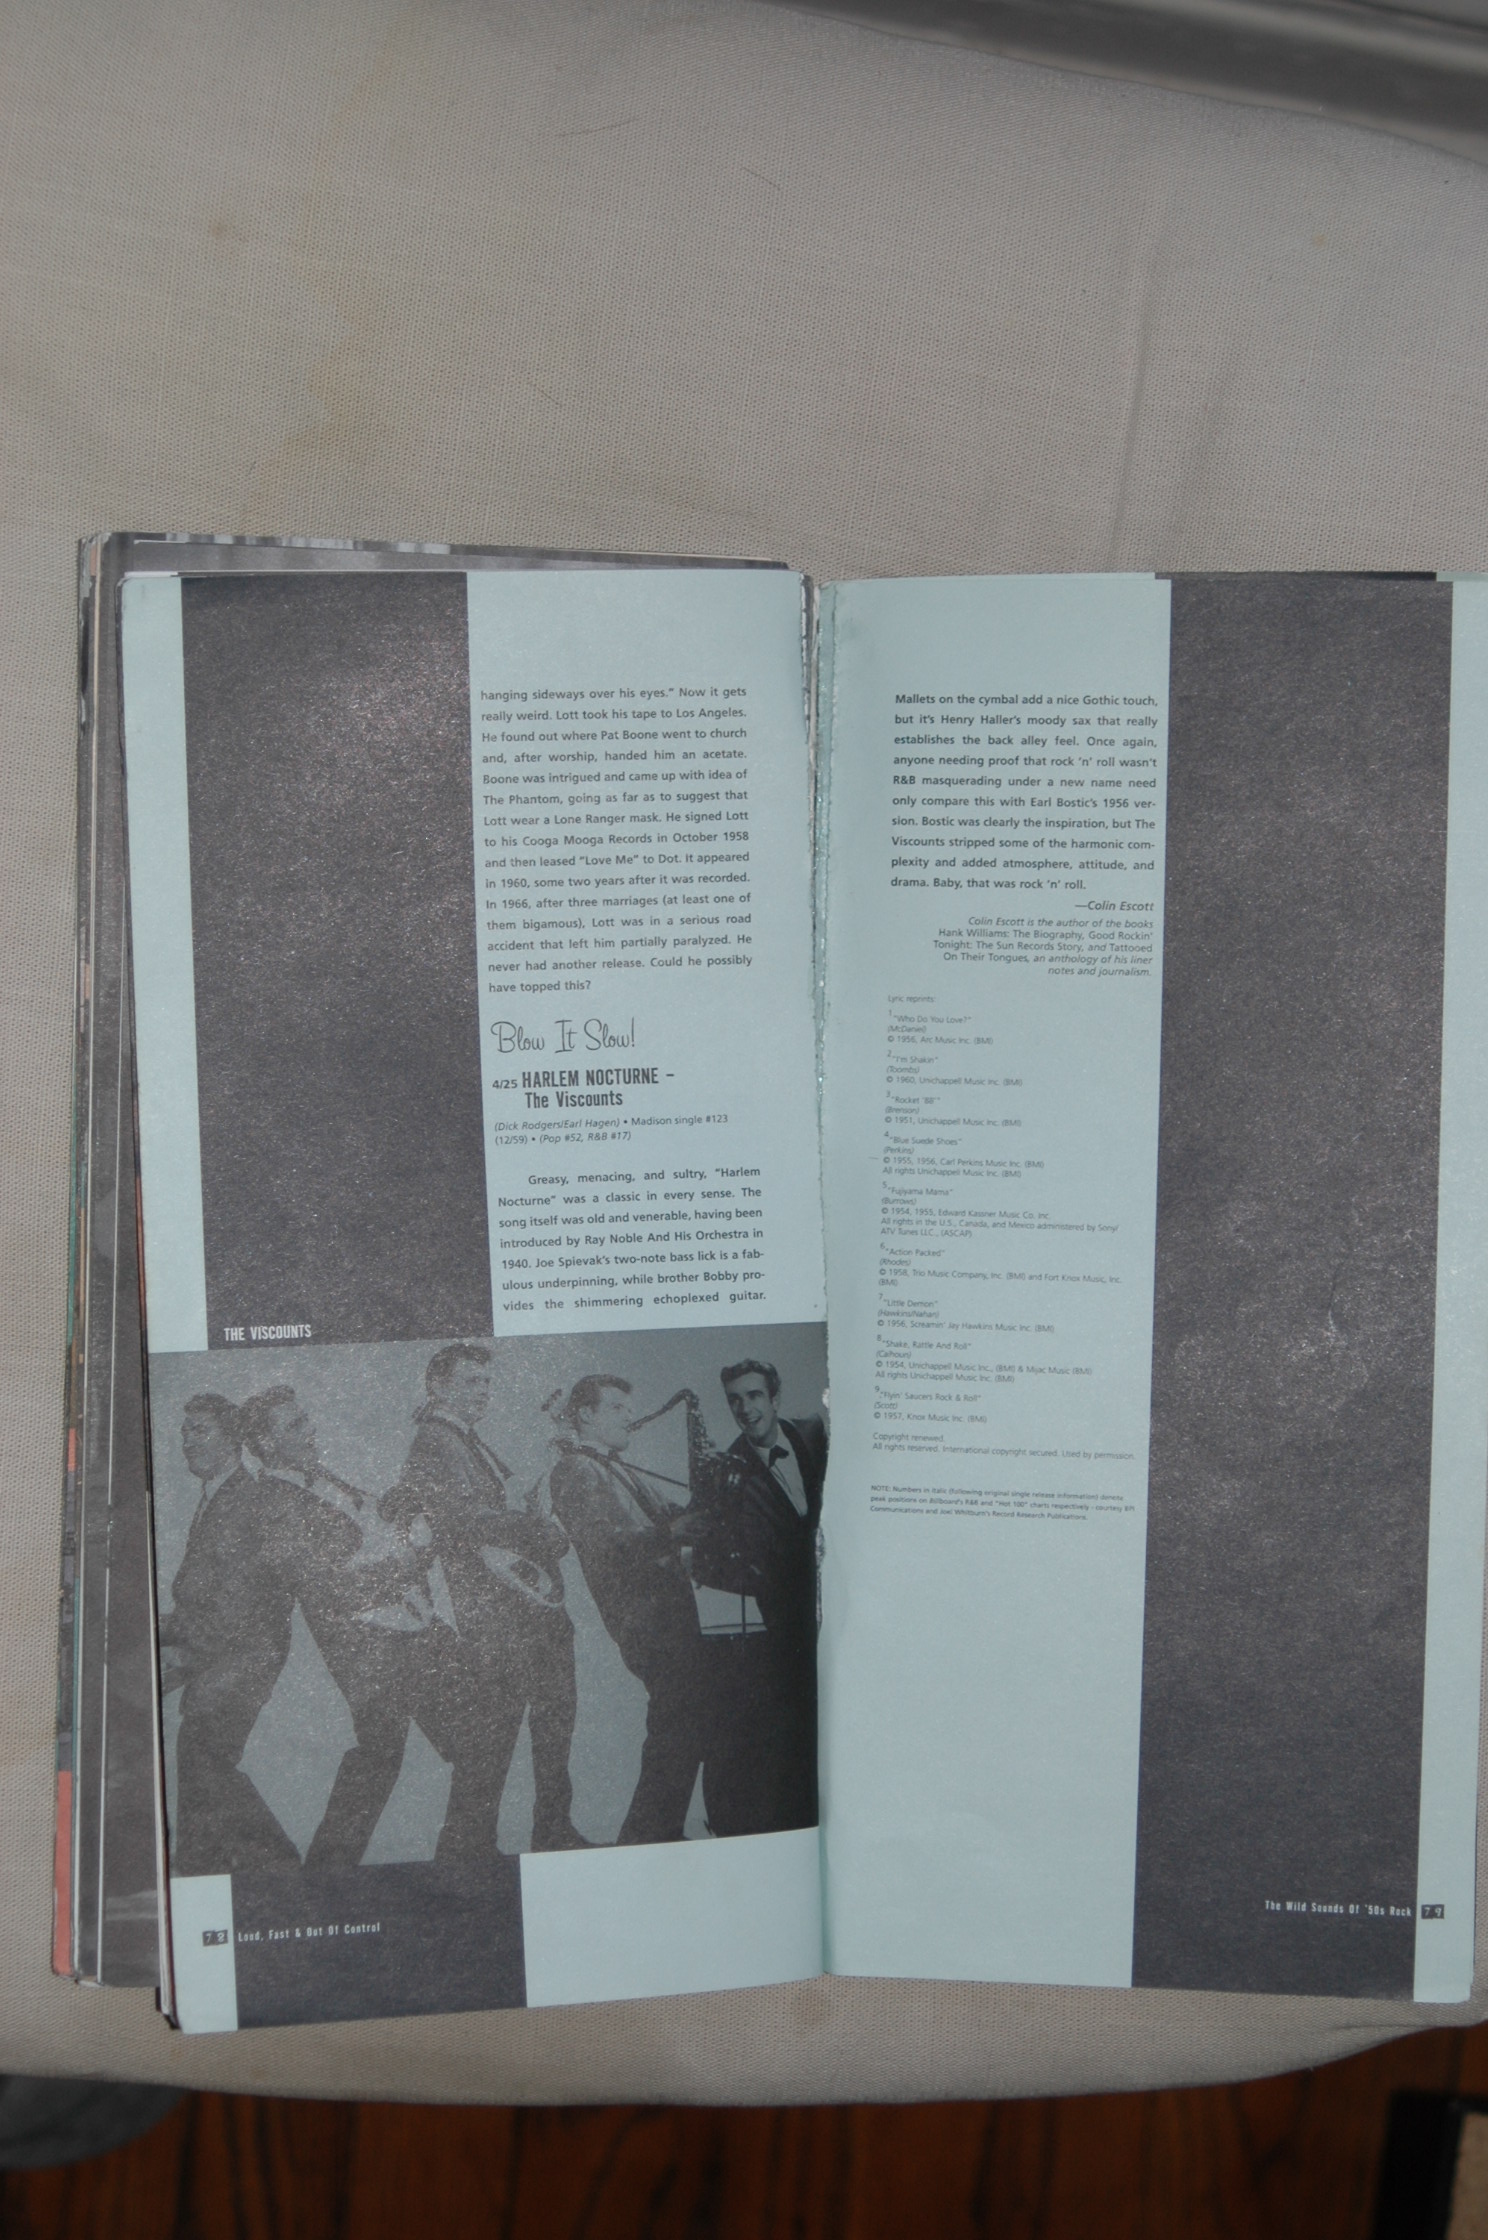 hanging sideways over his eyes." Now it gets
really weird. Lott took his tape to Los Angeles.
He found out where Pat Boone went to church
and, after worship, handed him an acetate.
Boone was intrigued and came up with idea of
The Phantom, going as far as to suggest that
Lott wear a Lone Ranger mask. He signed Lott
to his Cooga Mooga Records in October 1958
and then leased "Love Me" to Dot. It appeared
in 1960, some two years after it was recorded.
In 1966, after three marriages (at least one of
them bigamous), Lott was in a serious road
accident that left him partially paralyzed. He
never had another release. Could he possibly
have topped this?
Blow It Slow!
4/25 HARLEM NOCTURNE –
The Viscounts
(Dick Rodgers/Earl Hagen) • Madison single #123
(12/59) • (Pop #52, R&B #17)
Greasy, menacing, and sultry, "Harlem
Nocturne" was a classic in every sense. The
song itself was old and venerable, having been
introduced by Ray Noble And His Orchestra in
1940. Joe Spievak's two-note bass lick is a fab-
ulous underpinning, while brother Bobby pro-
vides the shimmering echoplexed guitar.
THE VISCOUNTS
78 Loud, Fast & Out Of Control
Mallets on the cymbal add a nice Gothic touch,
but it's Henry Haller's moody sax that really
establishes the back alley feel. Once again,
anyone needing proof that rock 'n' roll wasn't
R&B masquerading under a new name need
only compare this with Earl Bostic's 1956 ver-
sion. Bostic was clearly the inspiration, but The
Viscounts stripped some of the harmonic com-
plexity and added atmosphere, attitude, and
drama. Baby, that was rock 'n' roll.
—Colin Escott
Colin Escott is the author of the books
Hank Williams: The Biography, Good Rockin'
Tonight: The Sun Records Story, and Tattooed
On Their Tongues, an anthology of his liner
notes and journalism.
Lyric reprints:
1 "Who Do You Love?"
(McDaniel)
© 1956, Arc Music Inc. (BMI)
2 "I'm Shakin"
(Toombs)
© 1960, Unichappell Music Inc. (BMI)
3 "Rocket '88'"
(Brenson)
© 1951, Unichappell Music Inc. (BMI)
4 "Blue Suede Shoes"
(Perkins)
© 1955, 1956, Carl Perkins Music Inc. (BMI)
All rights Unichappell Music Inc. (BMI)
5 "Fujiyama Mama"
(Burrows)
© 1954, 1955, Edward Kassner Music Co. Inc.
All rights in the U.S., Canada, and Mexico administered by Sony/
ATV Tunes LLC., (ASCAP)
6 "Action Packed"
(Rhodes)
© 1958, Trio Music Company, Inc. (BMI) and Fort Knox Music, Inc.
(BMI)
7 "Little Demon"
(Hawkins/Nahan)
© 1956, Screamin' Jay Hawkins Music Inc. (BMI)
8 "Shake, Rattle And Roll"
(Calhoun)
© 1954, Unichappell Music Inc., (BMI) & Mijac Music (BMI)
All rights Unichappell Music Inc. (BMI)
9 "Flyin' Saucers Rock & Roll"
(Scott)
© 1957, Knox Music Inc. (BMI)
Copyright renewed.
All rights reserved. International copyright secured. Used by permission.
NOTE: Numbers in italic (following original single release information) denote
peak positions on Billboard's R&B and "Hot 100" charts respectively - courtesy BPI
Communications and Joel Whitburn's Record Research Publications.
The Wild Sounds Of '50s Rock 79